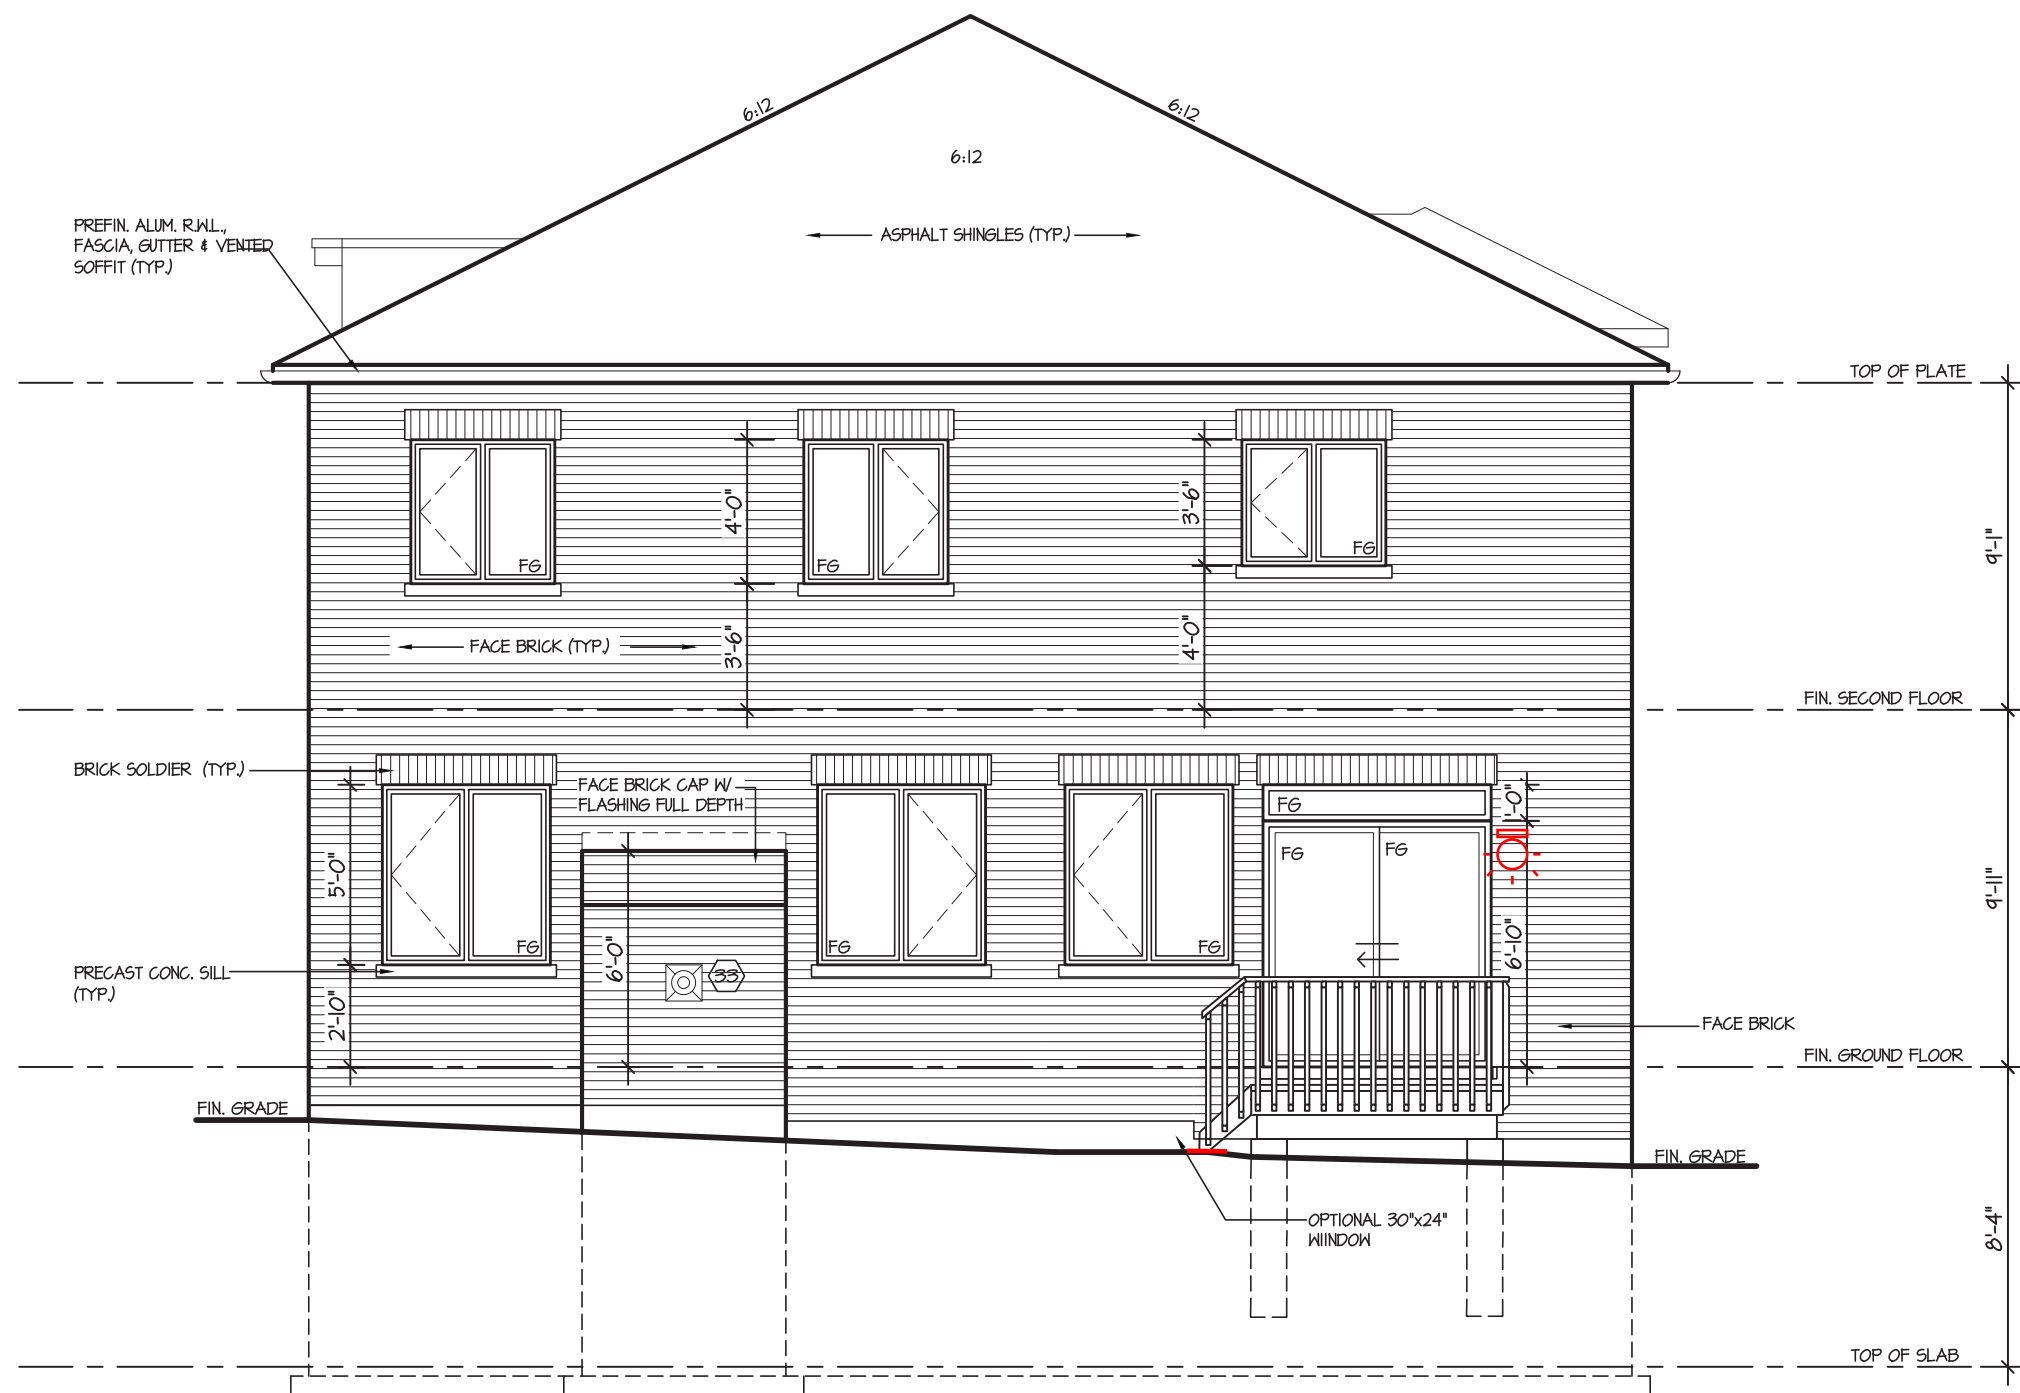 6:12
6:12
6:12
PREFIN. ALUM. R.W.L.,
FASCIA, GUTTER & VENTED
SOFFIT (TYP.)
ASPHALT SHINGLES (TYP.)
TOP OF PLATE
4'-0"
3'-6"
9'-1"
FG
FG
FG
FACE BRICK (TYP.)
3'-6"
4'-0"
FIN. SECOND FLOOR
BRICK SOLDIER (TYP.)
FACE BRICK CAP W/
FLASHING FULL DEPTH
FG
'-0"
FG
FG
5'-0"
9'-11"
FG
FG
FG
6'-0"
6'-10"
PRECAST CONC. SILL
(TYP.)
33
2'-10"
FACE BRICK
FIN. GROUND FLOOR
FIN. GRADE
FIN. GRADE
OPTIONAL 30"x24"
WIINDOW
8'-4"
TOP OF SLAB